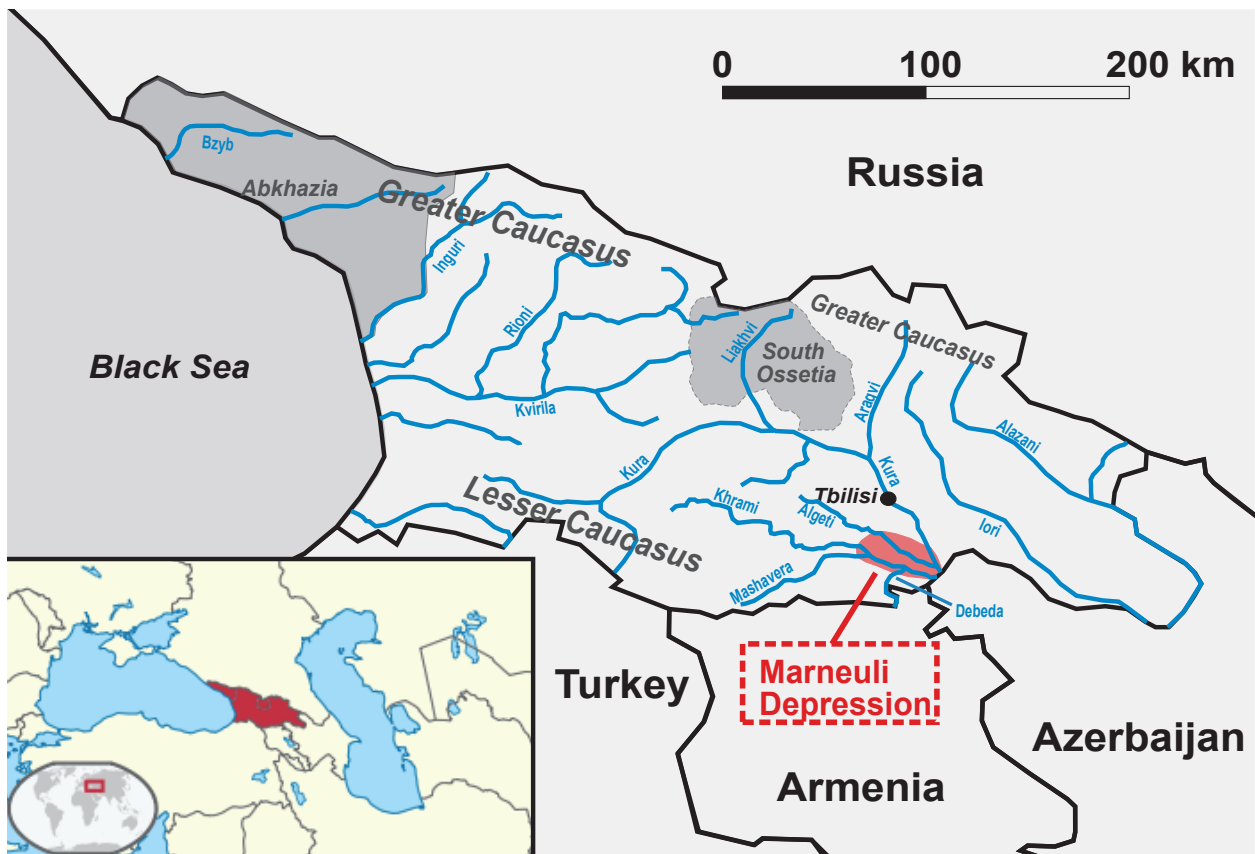 0 100 200 km
Russia
Bzyb
Abkhazia
Greater Caucasus
Inguri
Rioni
Greater Caucasus
Liakhvi
South
Ossetia
Black Sea
Kvirila
Aragvi
Alazani
Kura
Kura
Tbilisi
Lesser Caucasus
Khrami
Algeti
Iori
Mashavera
Debeda
Marneuli
Depression
Turkey
Azerbaijan
Armenia